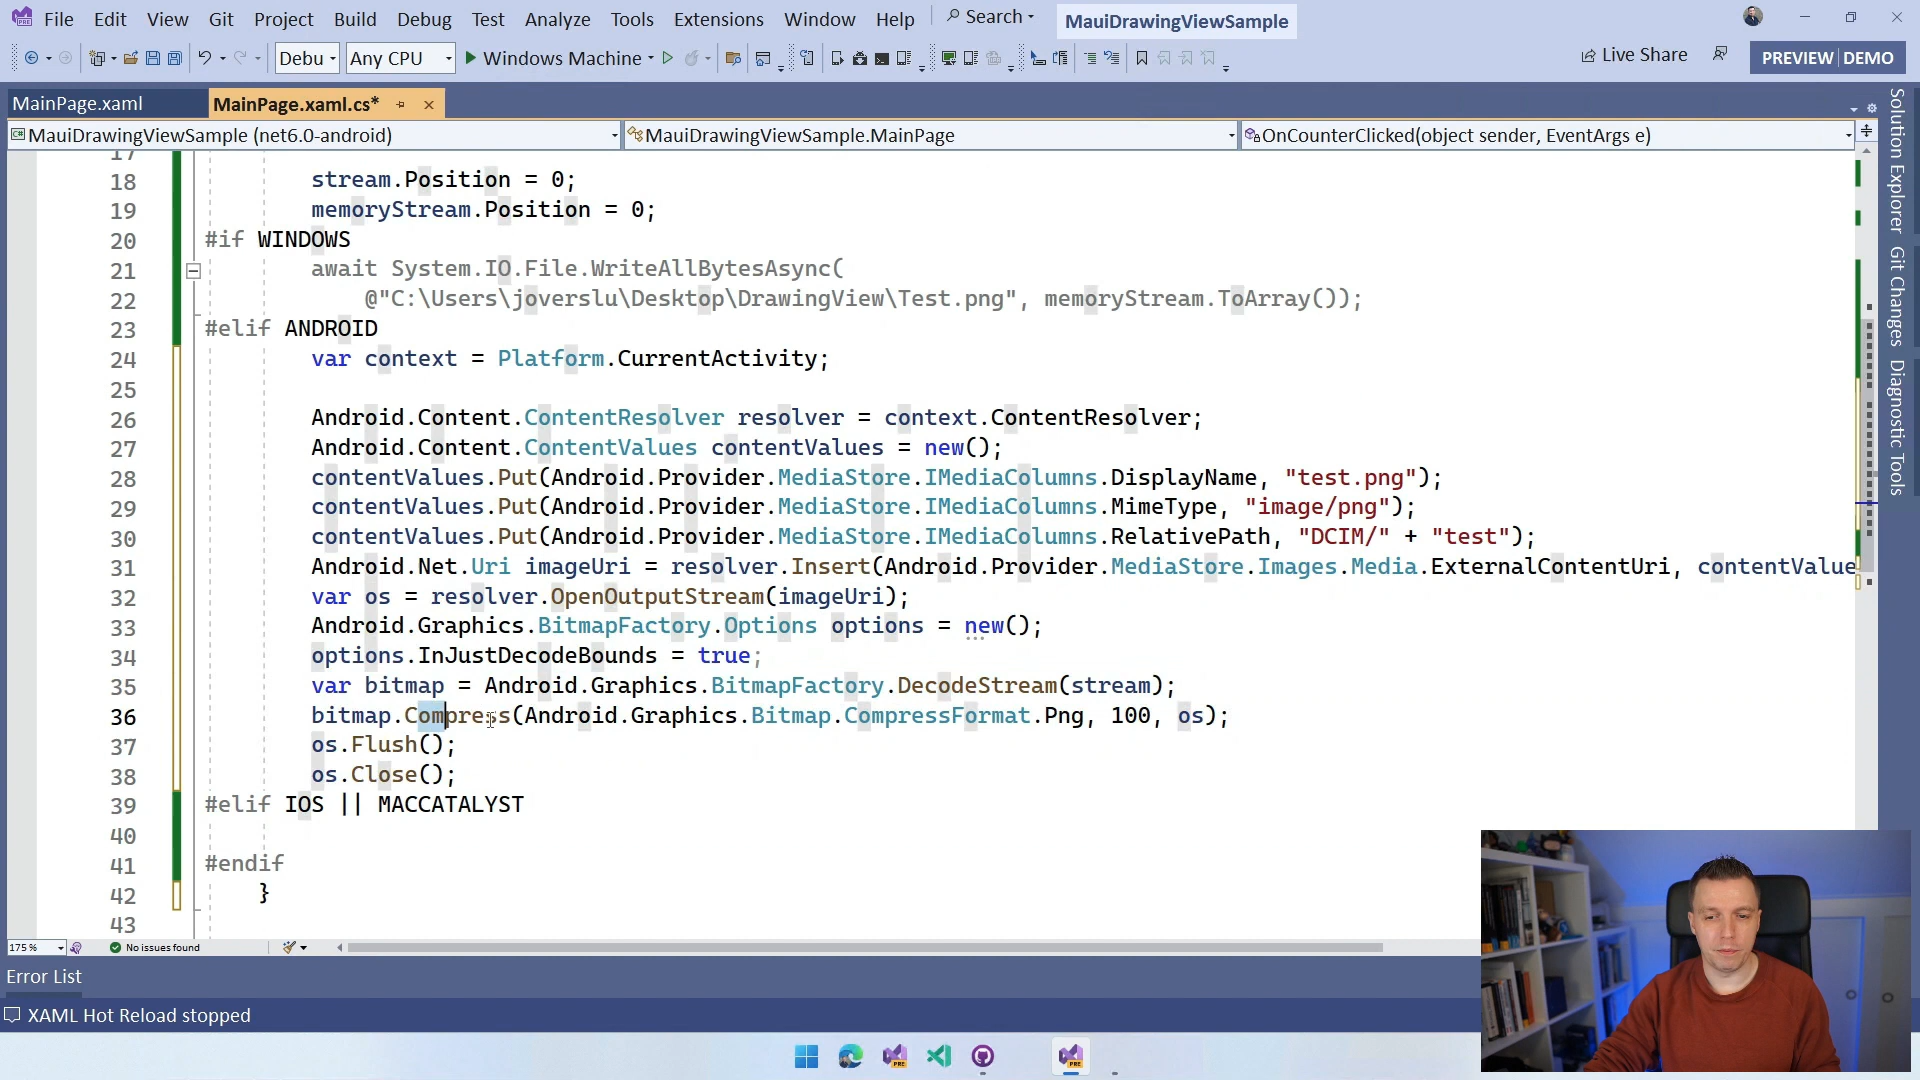 File Edit View Git Project Build Debug Test Analyze Tools Extensions Window Help Search MauiDrawingViewSample
Debu Any CPU Windows Machine Live Share PREVIEW DEMO
MainPage.xaml MainPage.xaml.cs*
MauiDrawingViewSample (net6.0-android) MauiDrawingViewSample.MainPage OnCounterClicked(object sender, EventArgs e)
17
18 stream.Position = 0;
19 memoryStream.Position = 0;
20 #if WINDOWS
21 await System.IO.File.WriteAllBytesAsync(
22 @"C:\Users\joverslu\Desktop\DrawingView\Test.png", memoryStream.ToArray());
23 #elif ANDROID
24 var context = Platform.CurrentActivity;
25
26 Android.Content.ContentResolver resolver = context.ContentResolver;
27 Android.Content.ContentValues contentValues = new();
28 contentValues.Put(Android.Provider.MediaStore.IMediaColumns.DisplayName, "test.png");
29 contentValues.Put(Android.Provider.MediaStore.IMediaColumns.MimeType, "image/png");
30 contentValues.Put(Android.Provider.MediaStore.IMediaColumns.RelativePath, "DCIM/" + "test");
31 Android.Net.Uri imageUri = resolver.Insert(Android.Provider.MediaStore.Images.Media.ExternalContentUri, contentValue
32 var os = resolver.OpenOutputStream(imageUri);
33 Android.Graphics.BitmapFactory.Options options = new();
34 options.InJustDecodeBounds = true;
35 var bitmap = Android.Graphics.BitmapFactory.DecodeStream(stream);
36 bitmap.Compress(Android.Graphics.Bitmap.CompressFormat.Png, 100, os);
37 os.Flush();
38 os.Close();
39 #elif IOS || MACCATALYST
40
41 #endif
42 }
43
175 % No issues found
Error List
XAML Hot Reload stopped
Solution Explorer
Git Changes
Diagnostic Tools